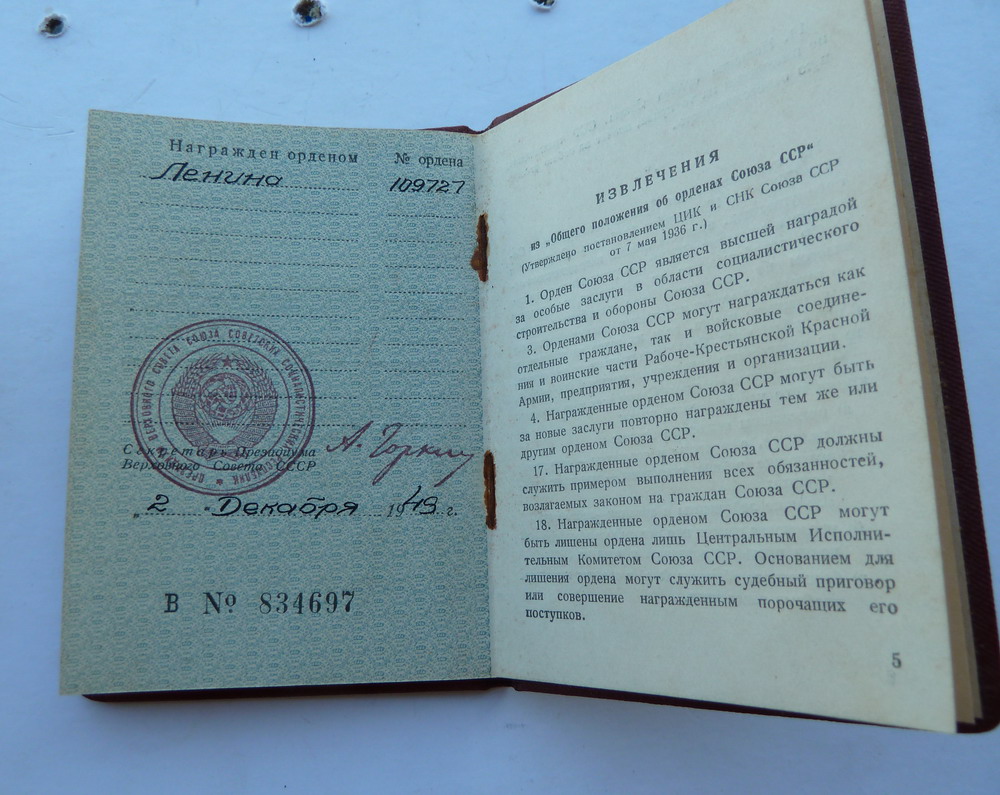 Награжден орденом № ордена
Ленина 109727
ВЕРХОВНОГО СОВЕТА СОЮЗА СОВЕТСКИХ СОЦИАЛИСТИЧЕСКИХ
Секретарь Президиума
Верховного Совета СССР
А. Горкин
„2 " Декабря 1949 г.
В № 834697
ИЗВЛЕЧЕНИЯ
из „Общего положения об орденах Союза ССР“
(Утверждено постановлением ЦИК и СНК Союза ССР
от 7 мая 1936 г.)
1. Орден Союза ССР является высшей наградой
за особые заслуги в области социалистического
строительства и обороны Союза ССР.
3. Орденами Союза ССР могут награждаться как
отдельные граждане, так и войсковые соедине-
ния и воинские части Рабоче-Крестьянской Красной
Армии, предприятия, учреждения и организации.
4. Награжденные орденом Союза ССР могут быть
за новые заслуги повторно награждены тем же или
другим орденом Союза ССР.
17. Награжденные орденом Союза ССР должны
служить примером выполнения всех обязанностей,
возлагаемых законом на граждан Союза ССР.
18. Награжденные орденом Союза ССР могут
быть лишены ордена лишь Центральным Исполни-
тельным Комитетом Союза ССР. Основанием для
лишения ордена могут служить судебный приговор
или совершение награжденным порочащих его
поступков.
5